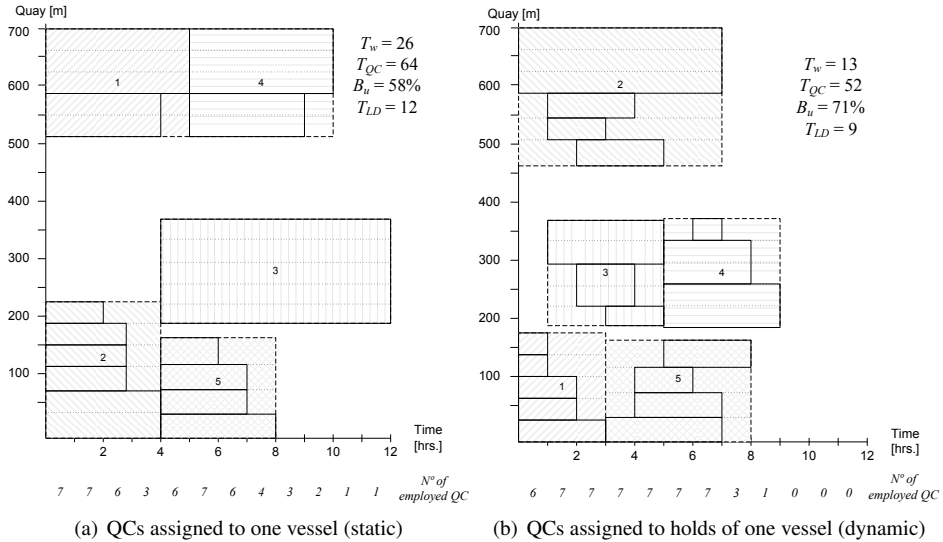 Quay [m]
700
600
500
400
300
200
100
1
4
3
2
5
T_w = 26
T_QC = 64
B_u = 58%
T_LD = 12
2 4 6 8 10 12
Time
[hrs.]
7 7 6 3 6 7 6 4 3 2 1 1
Nº of
employed QC
(a) QCs assigned to one vessel (static)
Quay [m]
700
600
500
400
300
200
100
2
3
4
1
5
T_w = 13
T_QC = 52
B_u = 71%
T_LD = 9
2 4 6 8 10 12
Time
[hrs.]
6 7 7 7 7 7 7 3 1 0 0 0
Nº of
employed QC
(b) QCs assigned to holds of one vessel (dynamic)